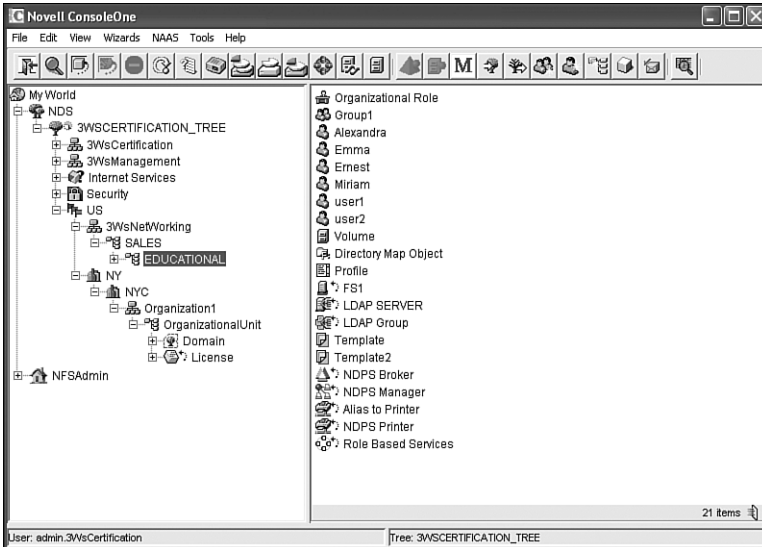 Novell ConsoleOne
File Edit View Wizards NAAS Tools Help
M
My World
NDS
3WSCERTIFICATION_TREE
3WsCertification
3WsManagement
Internet Services
Security
US
3WsNetWorking
SALES
EDUCATIONAL
NY
NYC
Organization1
OrganizationalUnit
Domain
License
NFSAdmin
Organizational Role
Group1
Alexandra
Emma
Ernest
Miriam
user1
user2
Volume
Directory Map Object
Profile
FS1
LDAP SERVER
LDAP Group
Template
Template2
NDPS Broker
NDPS Manager
Alias to Printer
NDPS Printer
Role Based Services
21 items
User: admin.3WsCertification
Tree: 3WSCERTIFICATION_TREE